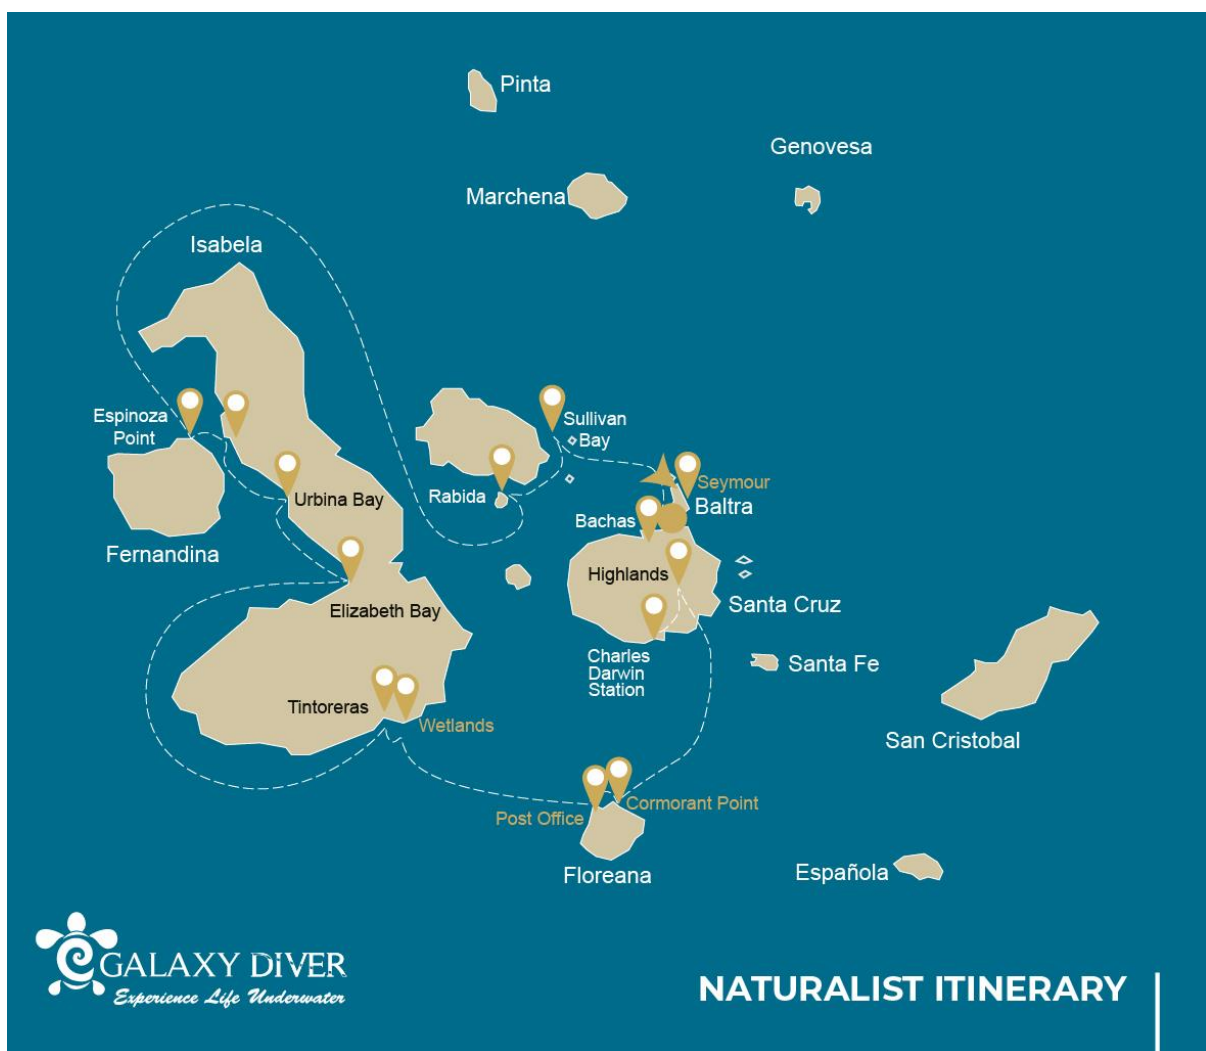 Pinta
Genovesa
Marchena
Isabela
Espinoza
Point
Sullivan
Bay
Urbina Bay
Rabida
Seymour
Baltra
Bachas
Fernandina
Highlands
Elizabeth Bay
Santa Cruz
Charles
Darwin
Station
Santa Fe
Tintoreras
Wetlands
San Cristobal
Cormorant Point
Post Office
Floreana
Española
GALAXY DIVER
Experience Life Underwater
NATURALIST ITINERARY